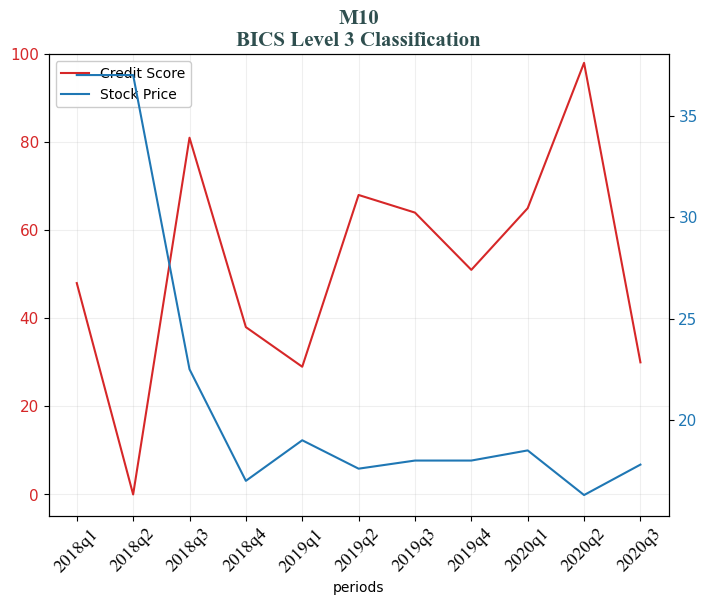 M10
BICS Level 3 Classification
Credit Score
Stock Price
100
80
60
40
20
0
35
30
25
20
2018q1
2018q2
2018q3
2018q4
2019q1
2019q2
2019q3
2019q4
2020q1
2020q2
2020q3
periods